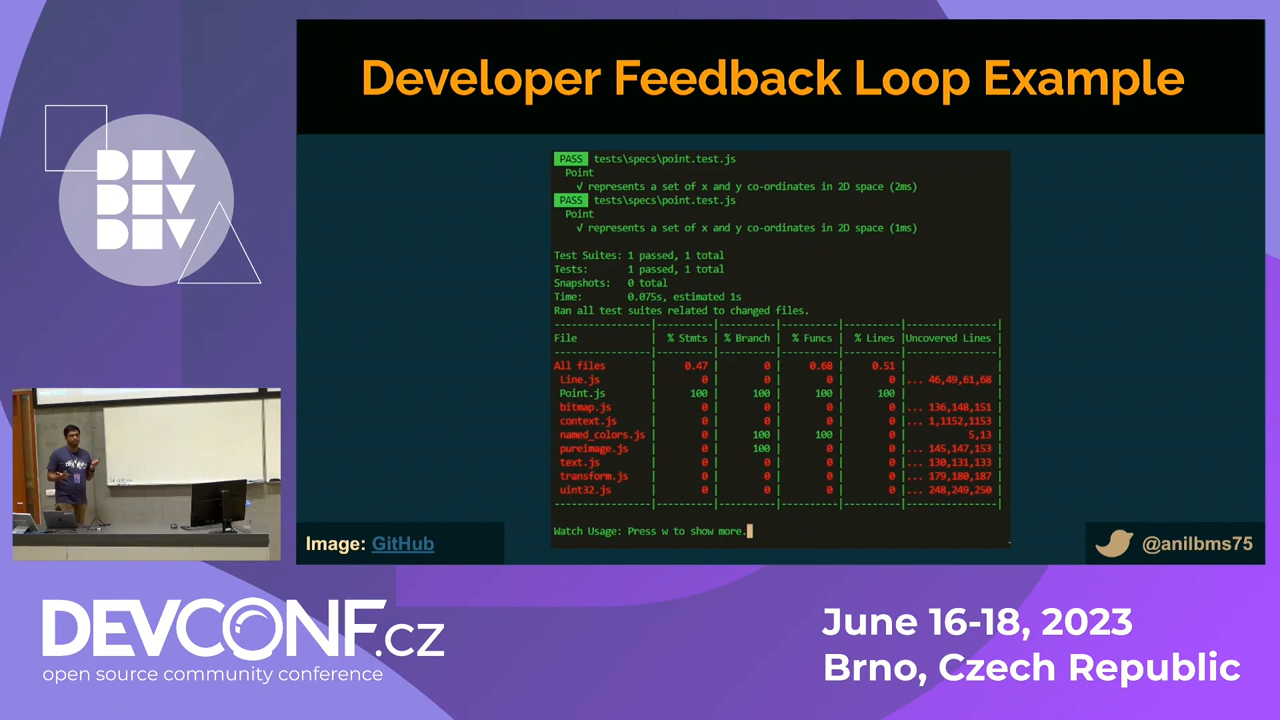 Developer Feedback Loop Example
PASS tests\specs\point.test.js
Point
√ represents a set of x and y co-ordinates in 2D space (2ms)
PASS tests\specs\point.test.js
Point
√ represents a set of x and y co-ordinates in 2D space (1ms)
Test Suites: 1 passed, 1 total
Tests: 1 passed, 1 total
Snapshots: 0 total
Time: 0.075s, estimated 1s
Ran all test suites related to changed files.
File | % Stmts | % Branch | % Funcs | % Lines |Uncovered Lines |
All files | 0.47 | 0 | 0.68 | 0.51 | |
Line.js | 0 | 0 | 0 | 0 |... 46,49,61,68 |
Point.js | 100 | 100 | 100 | 100 | |
bitmap.js | 0 | 0 | 0 | 0 |... 136,148,151 |
context.js | 0 | 0 | 0 | 0 |... 1,1152,1153 |
named_colors.js | 0 | 100 | 100 | 0 | 5,13 |
pureimage.js | 0 | 100 | 0 | 0 |... 145,147,153 |
text.js | 0 | 0 | 0 | 0 |... 130,131,133 |
transform.js | 0 | 0 | 0 | 0 |... 179,180,187 |
uint32.js | 0 | 0 | 0 | 0 |... 248,249,250 |
Watch Usage: Press w to show more.
Image: GitHub
@anilbms75
DEV
DEV
DEV
DEVCONF.cz
open source community conference
June 16-18, 2023
Brno, Czech Republic